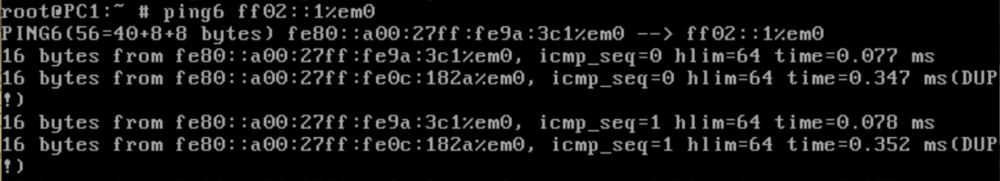 root@PC1:~ # ping6 ff02::1%em0
PING6(56=40+8+8 bytes) fe80::a00:27ff:fe9a:3c1%em0 --> ff02::1%em0
16 bytes from fe80::a00:27ff:fe9a:3c1%em0, icmp_seq=0 hlim=64 time=0.077 ms
16 bytes from fe80::a00:27ff:fe0c:182a%em0, icmp_seq=0 hlim=64 time=0.347 ms(DUP
!)
16 bytes from fe80::a00:27ff:fe9a:3c1%em0, icmp_seq=1 hlim=64 time=0.078 ms
16 bytes from fe80::a00:27ff:fe0c:182a%em0, icmp_seq=1 hlim=64 time=0.352 ms(DUP
!)